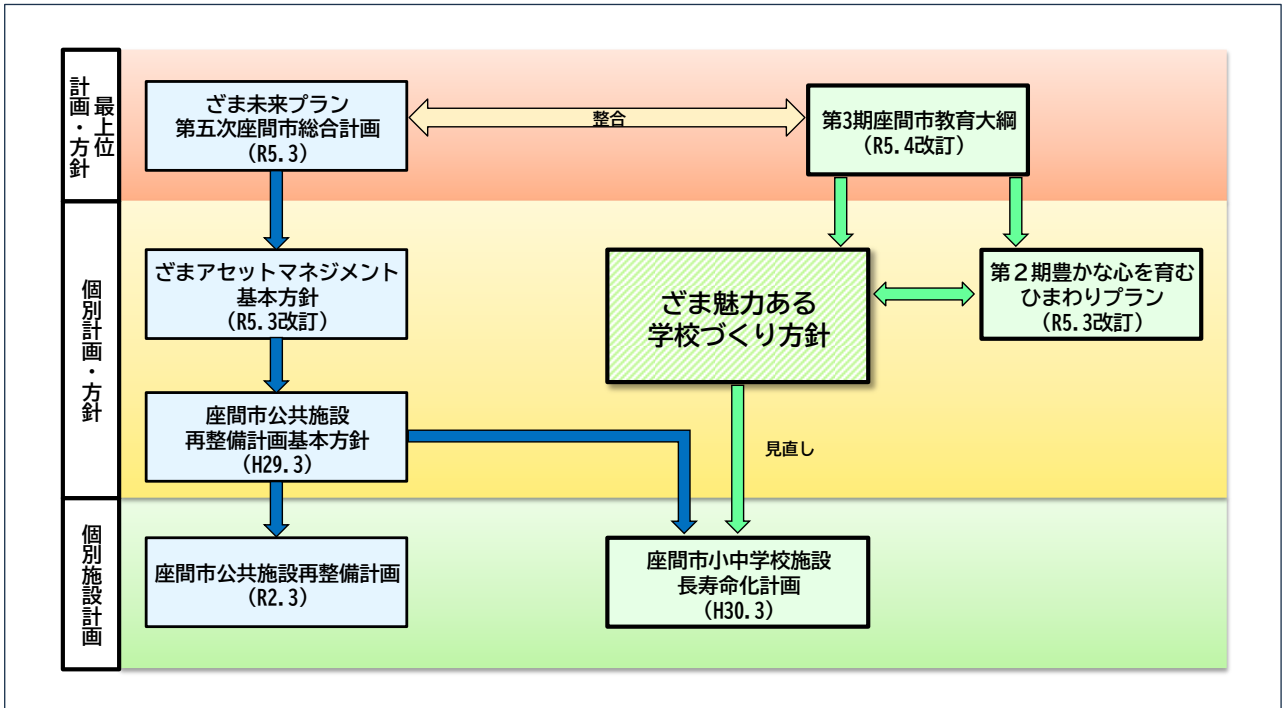 最上位
計画・方針
ざま未来プラン
第五次座間市総合計画
(R5.3)
整合
第3期座間市教育大綱
(R5.4改訂)
個別計画・方針
ざまアセットマネジメント
基本方針
(R5.3改訂)
ざま魅力ある
学校づくり方針
第２期豊かな心を育む
ひまわりプラン
(R5.3改訂)
座間市公共施設
再整備計画基本方針
(H29.3)
見直し
個別施設計画
座間市公共施設再整備計画
(R2.3)
座間市小中学校施設
長寿命化計画
(H30.3)